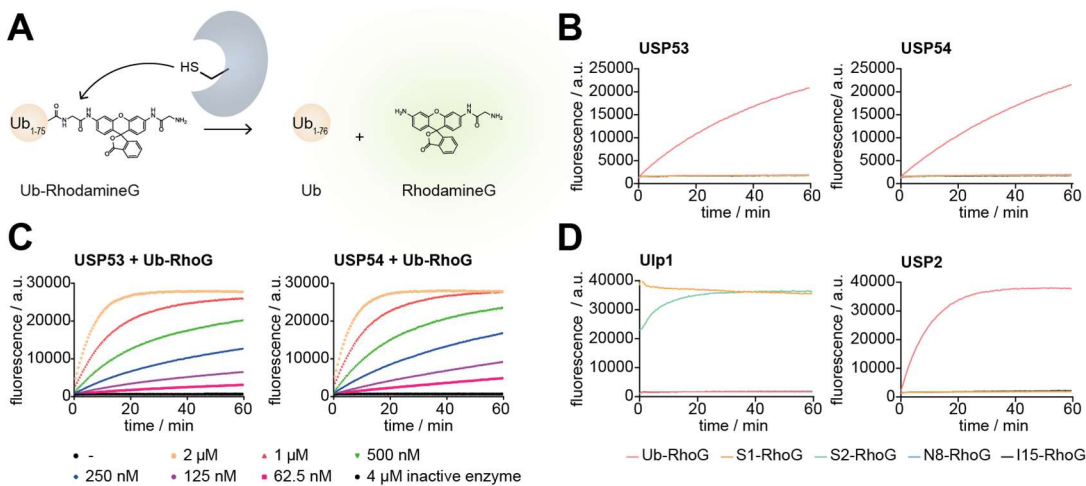 A
HS
Ub1-75
O
N
H
O
H
N
O
H
N
O
NH2
O
O
Ub-RhodamineG
Ub1-76
Ub
+
H2N
O
H
N
O
NH2
O
O
RhodamineG
B
USP53
fluorescence / a.u.
25000
20000
15000
10000
5000
0
0 20 40 60
time / min
USP54
fluorescence / a.u.
25000
20000
15000
10000
5000
0
0 20 40 60
time / min
C
USP53 + Ub-RhoG
fluorescence / a.u.
30000
20000
10000
0
0 20 40 60
time / min
USP54 + Ub-RhoG
fluorescence / a.u.
30000
20000
10000
0
0 20 40 60
time / min
- 2 µM 1 µM 500 nM
250 nM 125 nM 62.5 nM 4 µM inactive enzyme
D
Ulp1
fluorescence / a.u.
40000
30000
20000
10000
0
0 20 40 60
time / min
USP2
fluorescence / a.u.
40000
30000
20000
10000
0
0 20 40 60
time / min
Ub-RhoG S1-RhoG S2-RhoG N8-RhoG I15-RhoG